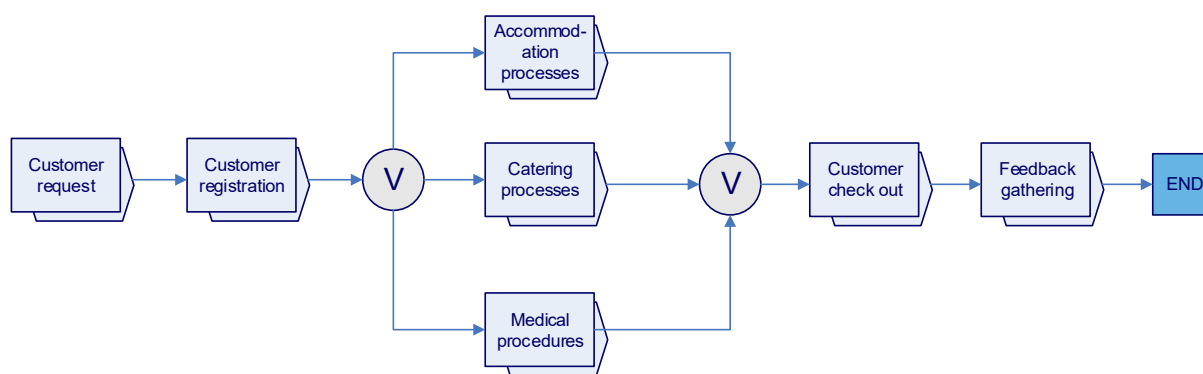 Customer
request
Customer
registration
V
Accommod-
ation
processes
Catering
processes
Medical
procedures
V
Customer
check out
Feedback
gathering
END